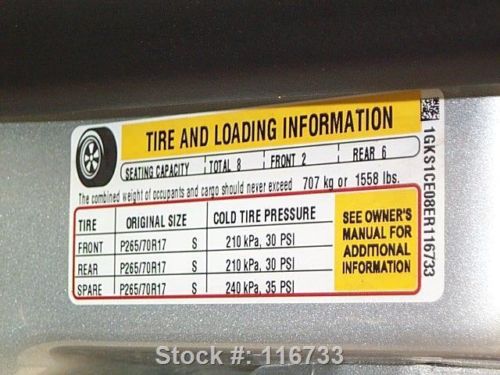 TIRE AND LOADING INFORMATION
SEATING CAPACITY TOTAL 8 FRONT 2 REAR 6
The combined weight of occupants and cargo should never exceed 707 kg or 1558 lbs.
TIRE ORIGINAL SIZE COLD TIRE PRESSURE
FRONT P265/70R17 S 210 kPa, 30 PSI
REAR P265/70R17 S 210 kPa, 30 PSI
SPARE P265/70R17 S 240 kPa, 35 PSI
SEE OWNER'S
MANUAL FOR
ADDITIONAL
INFORMATION
1GKS1CE08ER116733
Stock #: 116733